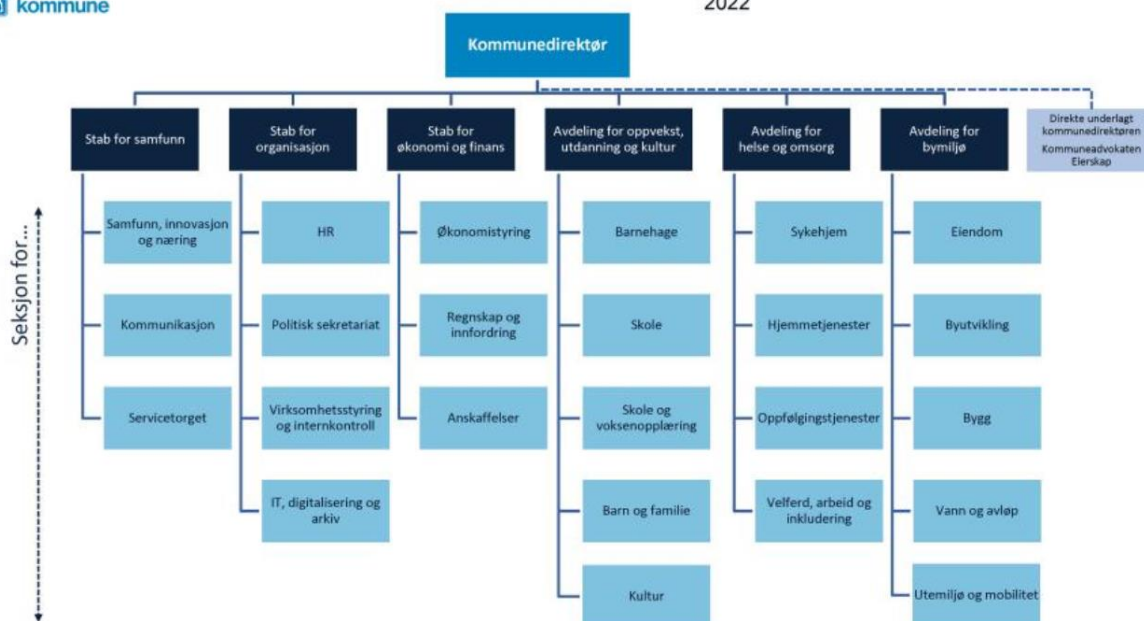 kommune
2022
Kommunedirektør
Stab for samfunn
Stab for
organisasjon
Stab for
økonomi og finans
Avdeling for oppvekst,
utdanning og kultur
Avdeling for
helse og omsorg
Avdeling for
bymiljø
Direkte underlagt
kommunedirektøren
Kommuneadvokaten
Eierskap
Seksjon for...
Samfunn, innovasjon
og næring
Kommunikasjon
Servicetorget
HR
Politisk sekretariat
Virksomhetsstyring
og internkontroll
IT, digitalisering og
arkiv
Økonomistyring
Regnskap og
innfordring
Anskaffelser
Barnehage
Skole
Skole og
voksenopplæring
Barn og familie
Kultur
Sykehjem
Hjemmetjenester
Oppfølgingstjenester
Velferd, arbeid og
inkludering
Eiendom
Byutvikling
Bygg
Vann og avløp
Utemiljø og mobilitet